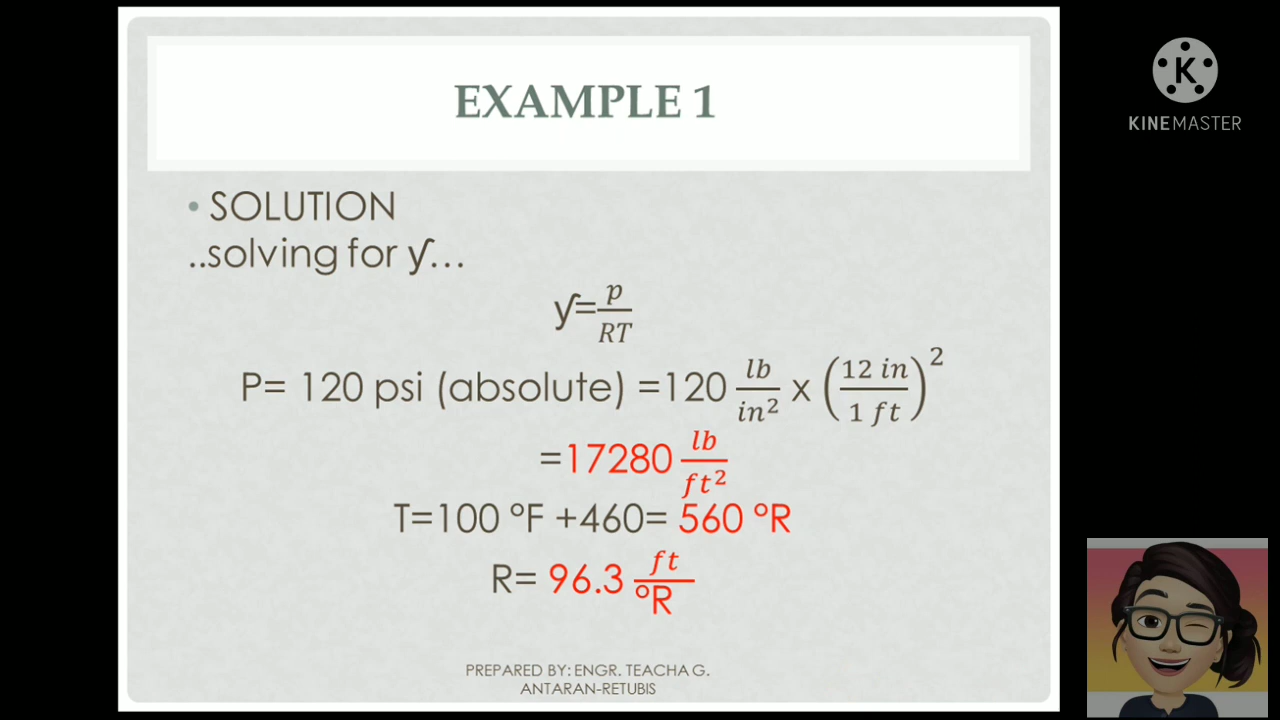 EXAMPLE 1
KINEMASTER
• SOLUTION
..solving for ƴ...
ƴ=p/RT
P= 120 psi (absolute) =120 lb/in² x (12 in/1 ft)²
=17280 lb/ft²
T=100 °F +460= 560 °R
R= 96.3 ft/°R
PREPARED BY: ENGR. TEACHA G.
ANTARAN-RETUBIS